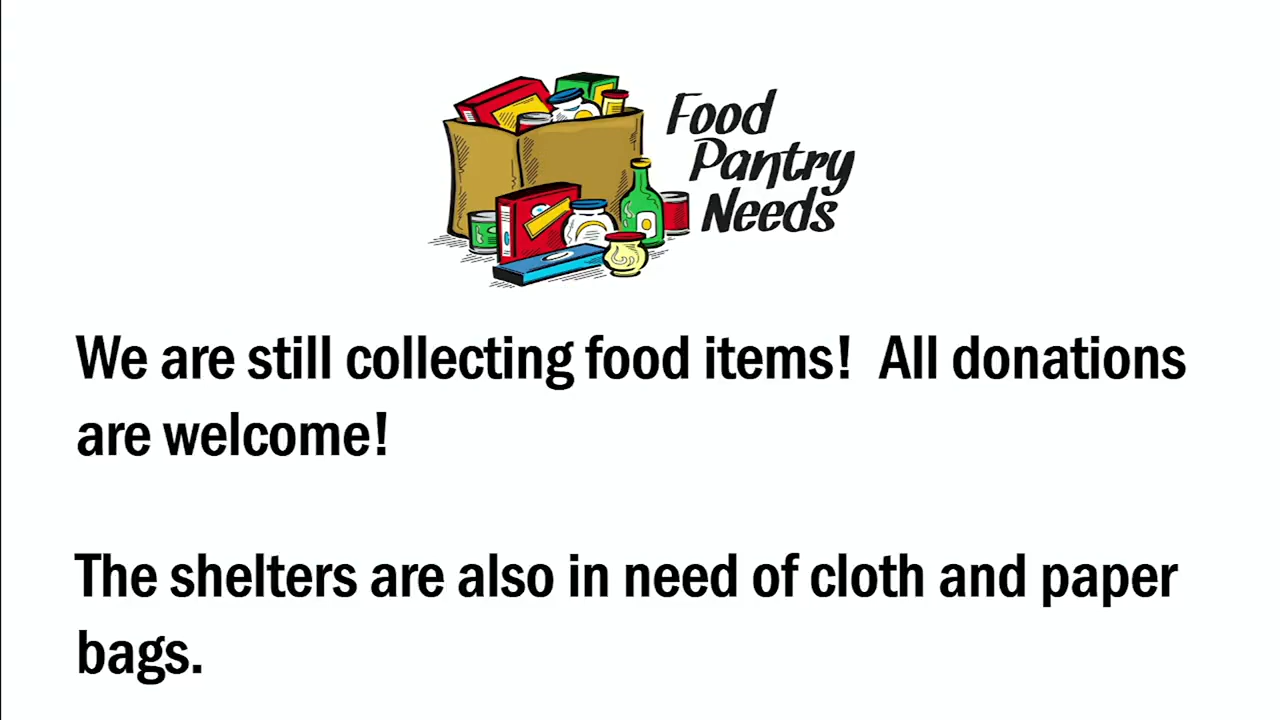 Food
Pantry
Needs
We are still collecting food items!  All donations
are welcome!
The shelters are also in need of cloth and paper
bags.